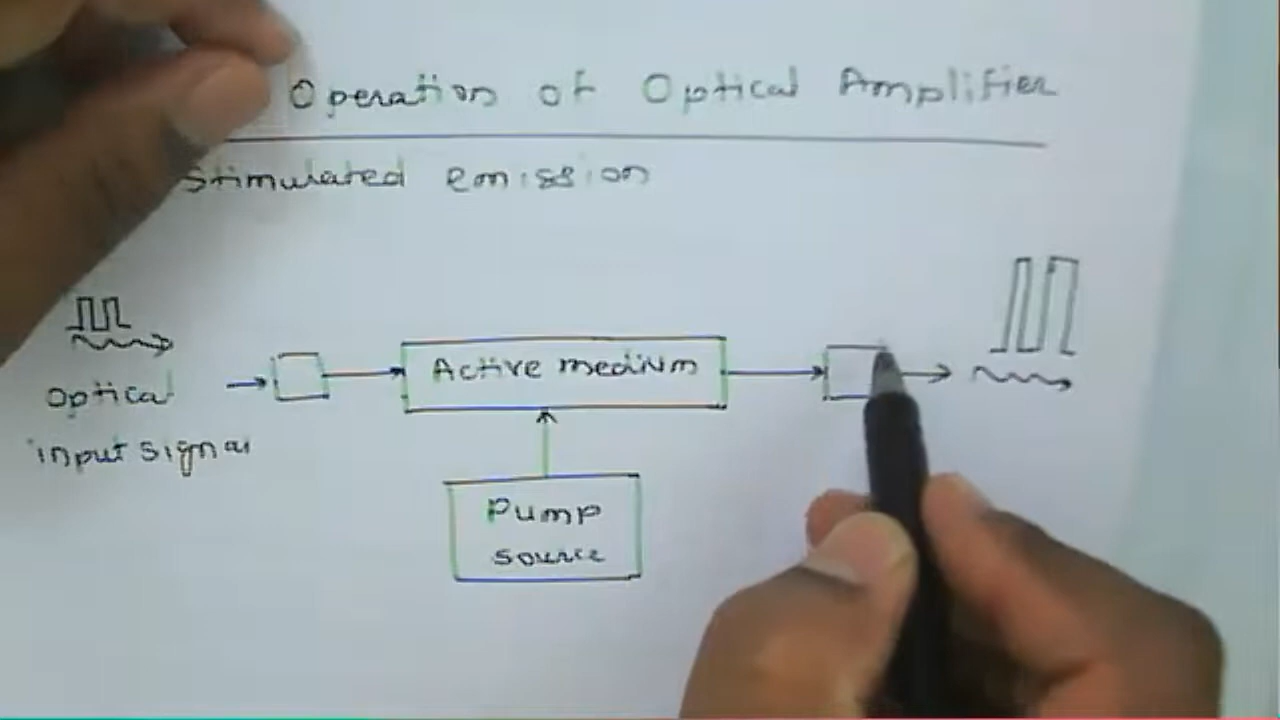 Operation of Optical Amplifier
Stimulated emission
Optical
input signal
Active medium
Pump
source